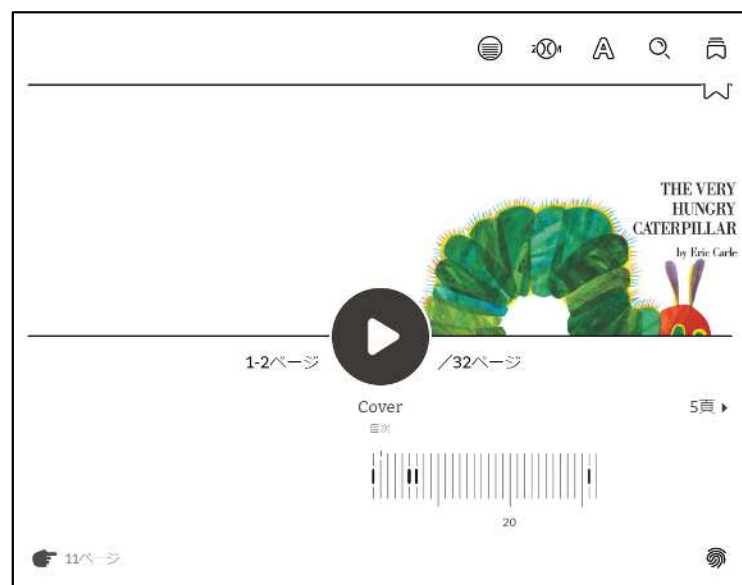 A
THE VERY
HUNGRY
CATERPILLAR
by Eric Carle
1-2ページ ／32ページ
Cover 5頁
目次
20
11ページ